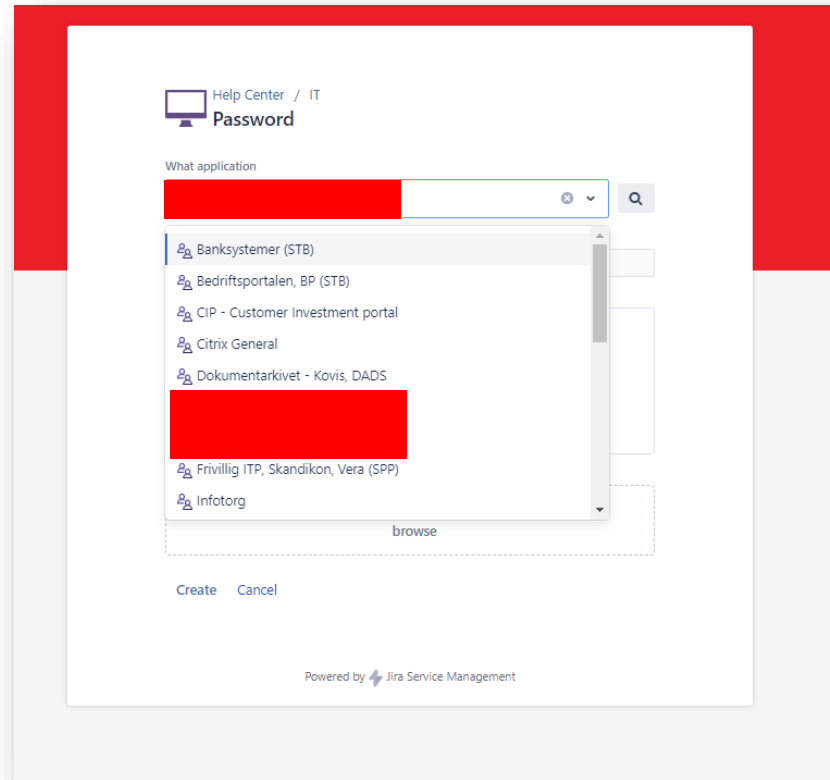 Help Center / IT
Password
What application
Banksystemer (STB)
Bedriftsportalen, BP (STB)
CIP - Customer Investment portal
Citrix General
Dokumentarkivet - Kovis, DADS
Frivillig ITP, Skandikon, Vera (SPP)
Infotorg
browse
Create Cancel
Powered by Jira Service Management